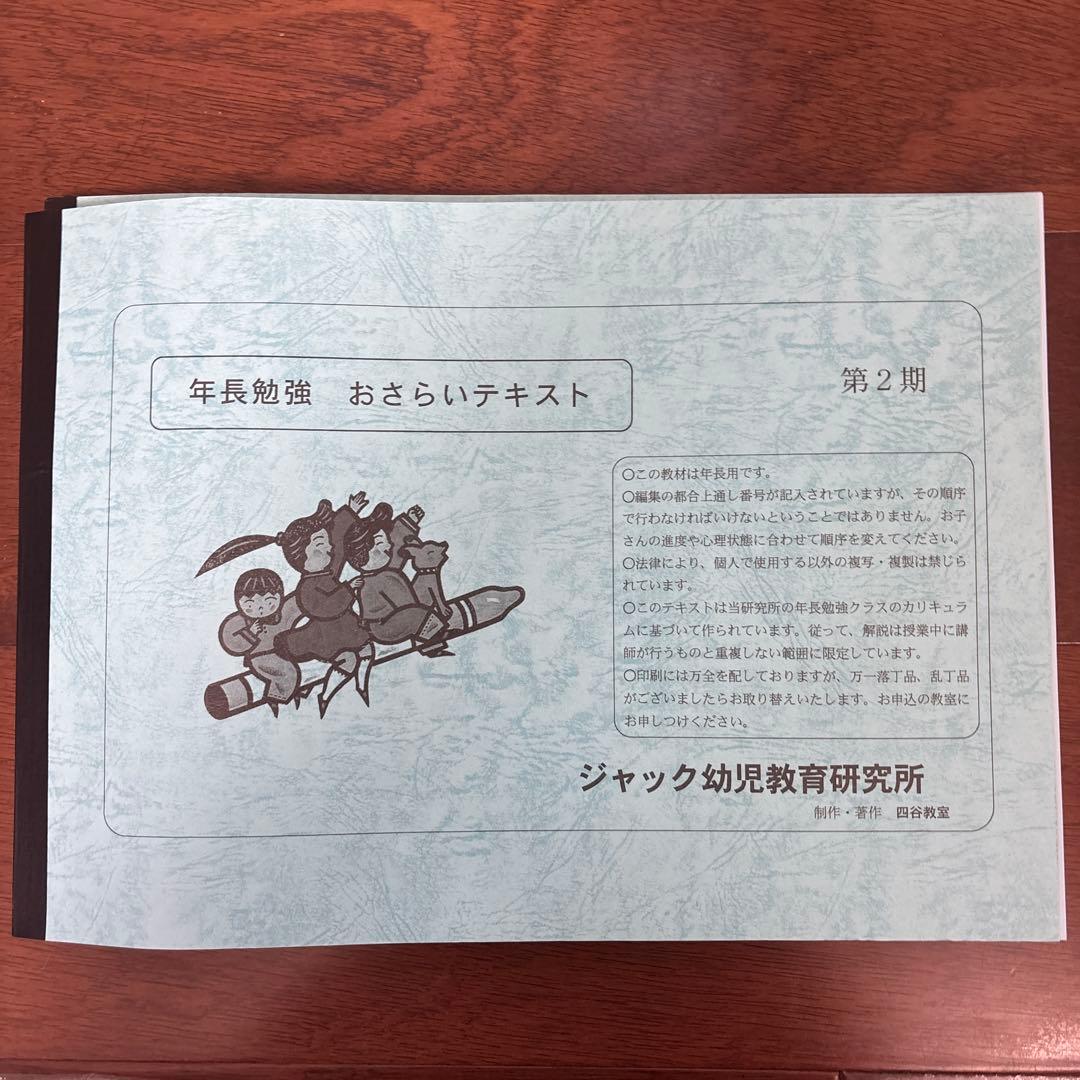 年長勉強　おさらいテキスト
第２期
○この教材は年長用です。
○編集の都合上通し番号が記入されていますが、その順序
で行わなければいけないということではありません。お子
さんの進度や心理状態に合わせて順序を変えてください。
○法律により、個人で使用する以外の複写・複製は禁じら
れています。
○このテキストは当研究所の年長勉強クラスのカリキュラ
ムに基づいて作られています。従って、解説は授業中に講
師が行うものと重複しない範囲に限定しています。
○印刷には万全を配しておりますが、万一落丁品、乱丁品
がございましたらお取り替えいたします。お申込の教室に
お申しつけください。
ジャック幼児教育研究所
制作・著作　四谷教室